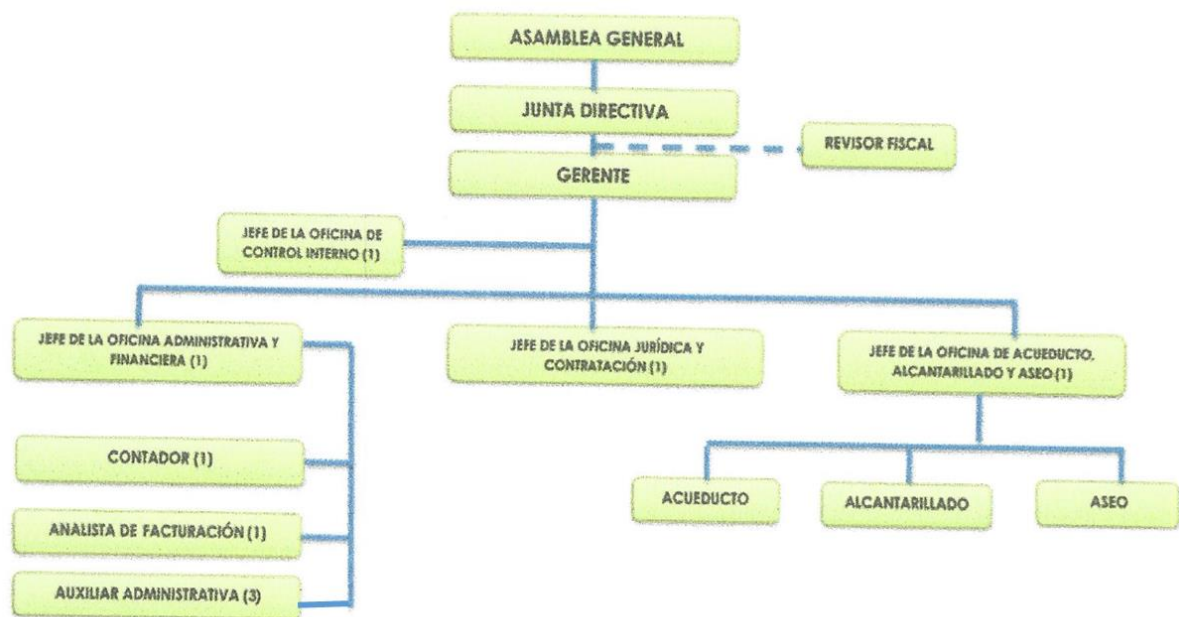 ASAMBLEA GENERAL
JUNTA DIRECTIVA
REVISOR FISCAL
GERENTE
JEFE DE LA OFICINA DE
CONTROL INTERNO (1)
JEFE DE LA OFICINA ADMINISTRATIVA Y
FINANCIERA (1)
JEFE DE LA OFICINA JURÍDICA Y
CONTRATACIÓN (1)
JEFE DE LA OFICINA DE ACUEDUCTO,
ALCANTARILLADO Y ASEO (1)
CONTADOR (1)
ANALISTA DE FACTURACIÓN (1)
AUXILIAR ADMINISTRATIVA (3)
ACUEDUCTO
ALCANTARILLADO
ASEO